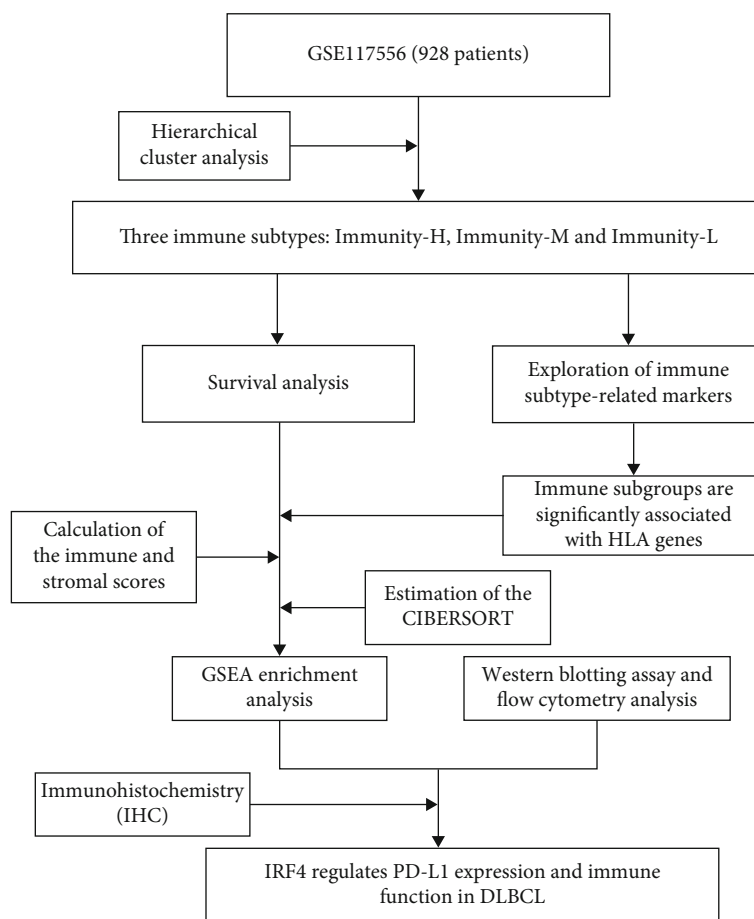 GSE117556 (928 patients)
Hierarchical
cluster analysis
Three immune subtypes: Immunity-H, Immunity-M and Immunity-L
Survival analysis
Exploration of immune
subtype-related markers
Immune subgroups are
significantly associated
with HLA genes
Calculation of
the immune and
stromal scores
Estimation of the
CIBERSORT
GSEA enrichment
analysis
Western blotting assay and
flow cytometry analysis
Immunohistochemistry
(IHC)
IRF4 regulates PD-L1 expression and immune
function in DLBCL